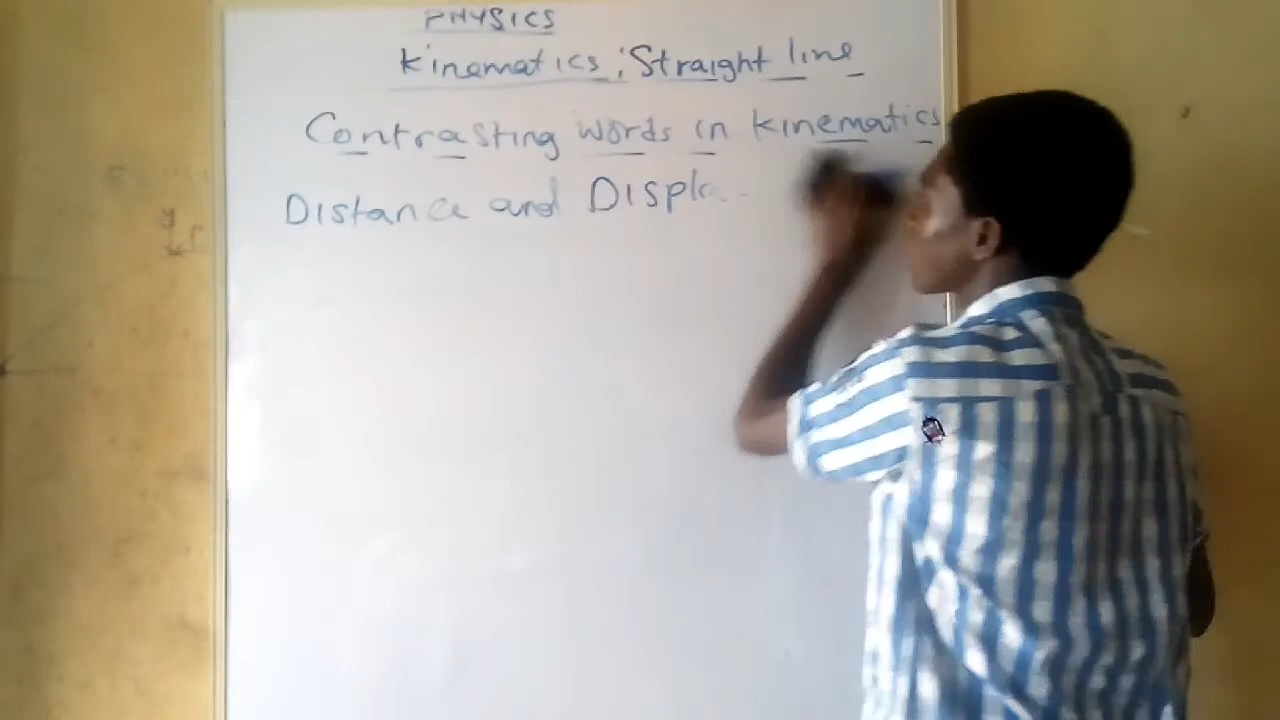 PHYSICS
Kinematics ; Straight line
Contrasting words in kinematics
Distance and Displa